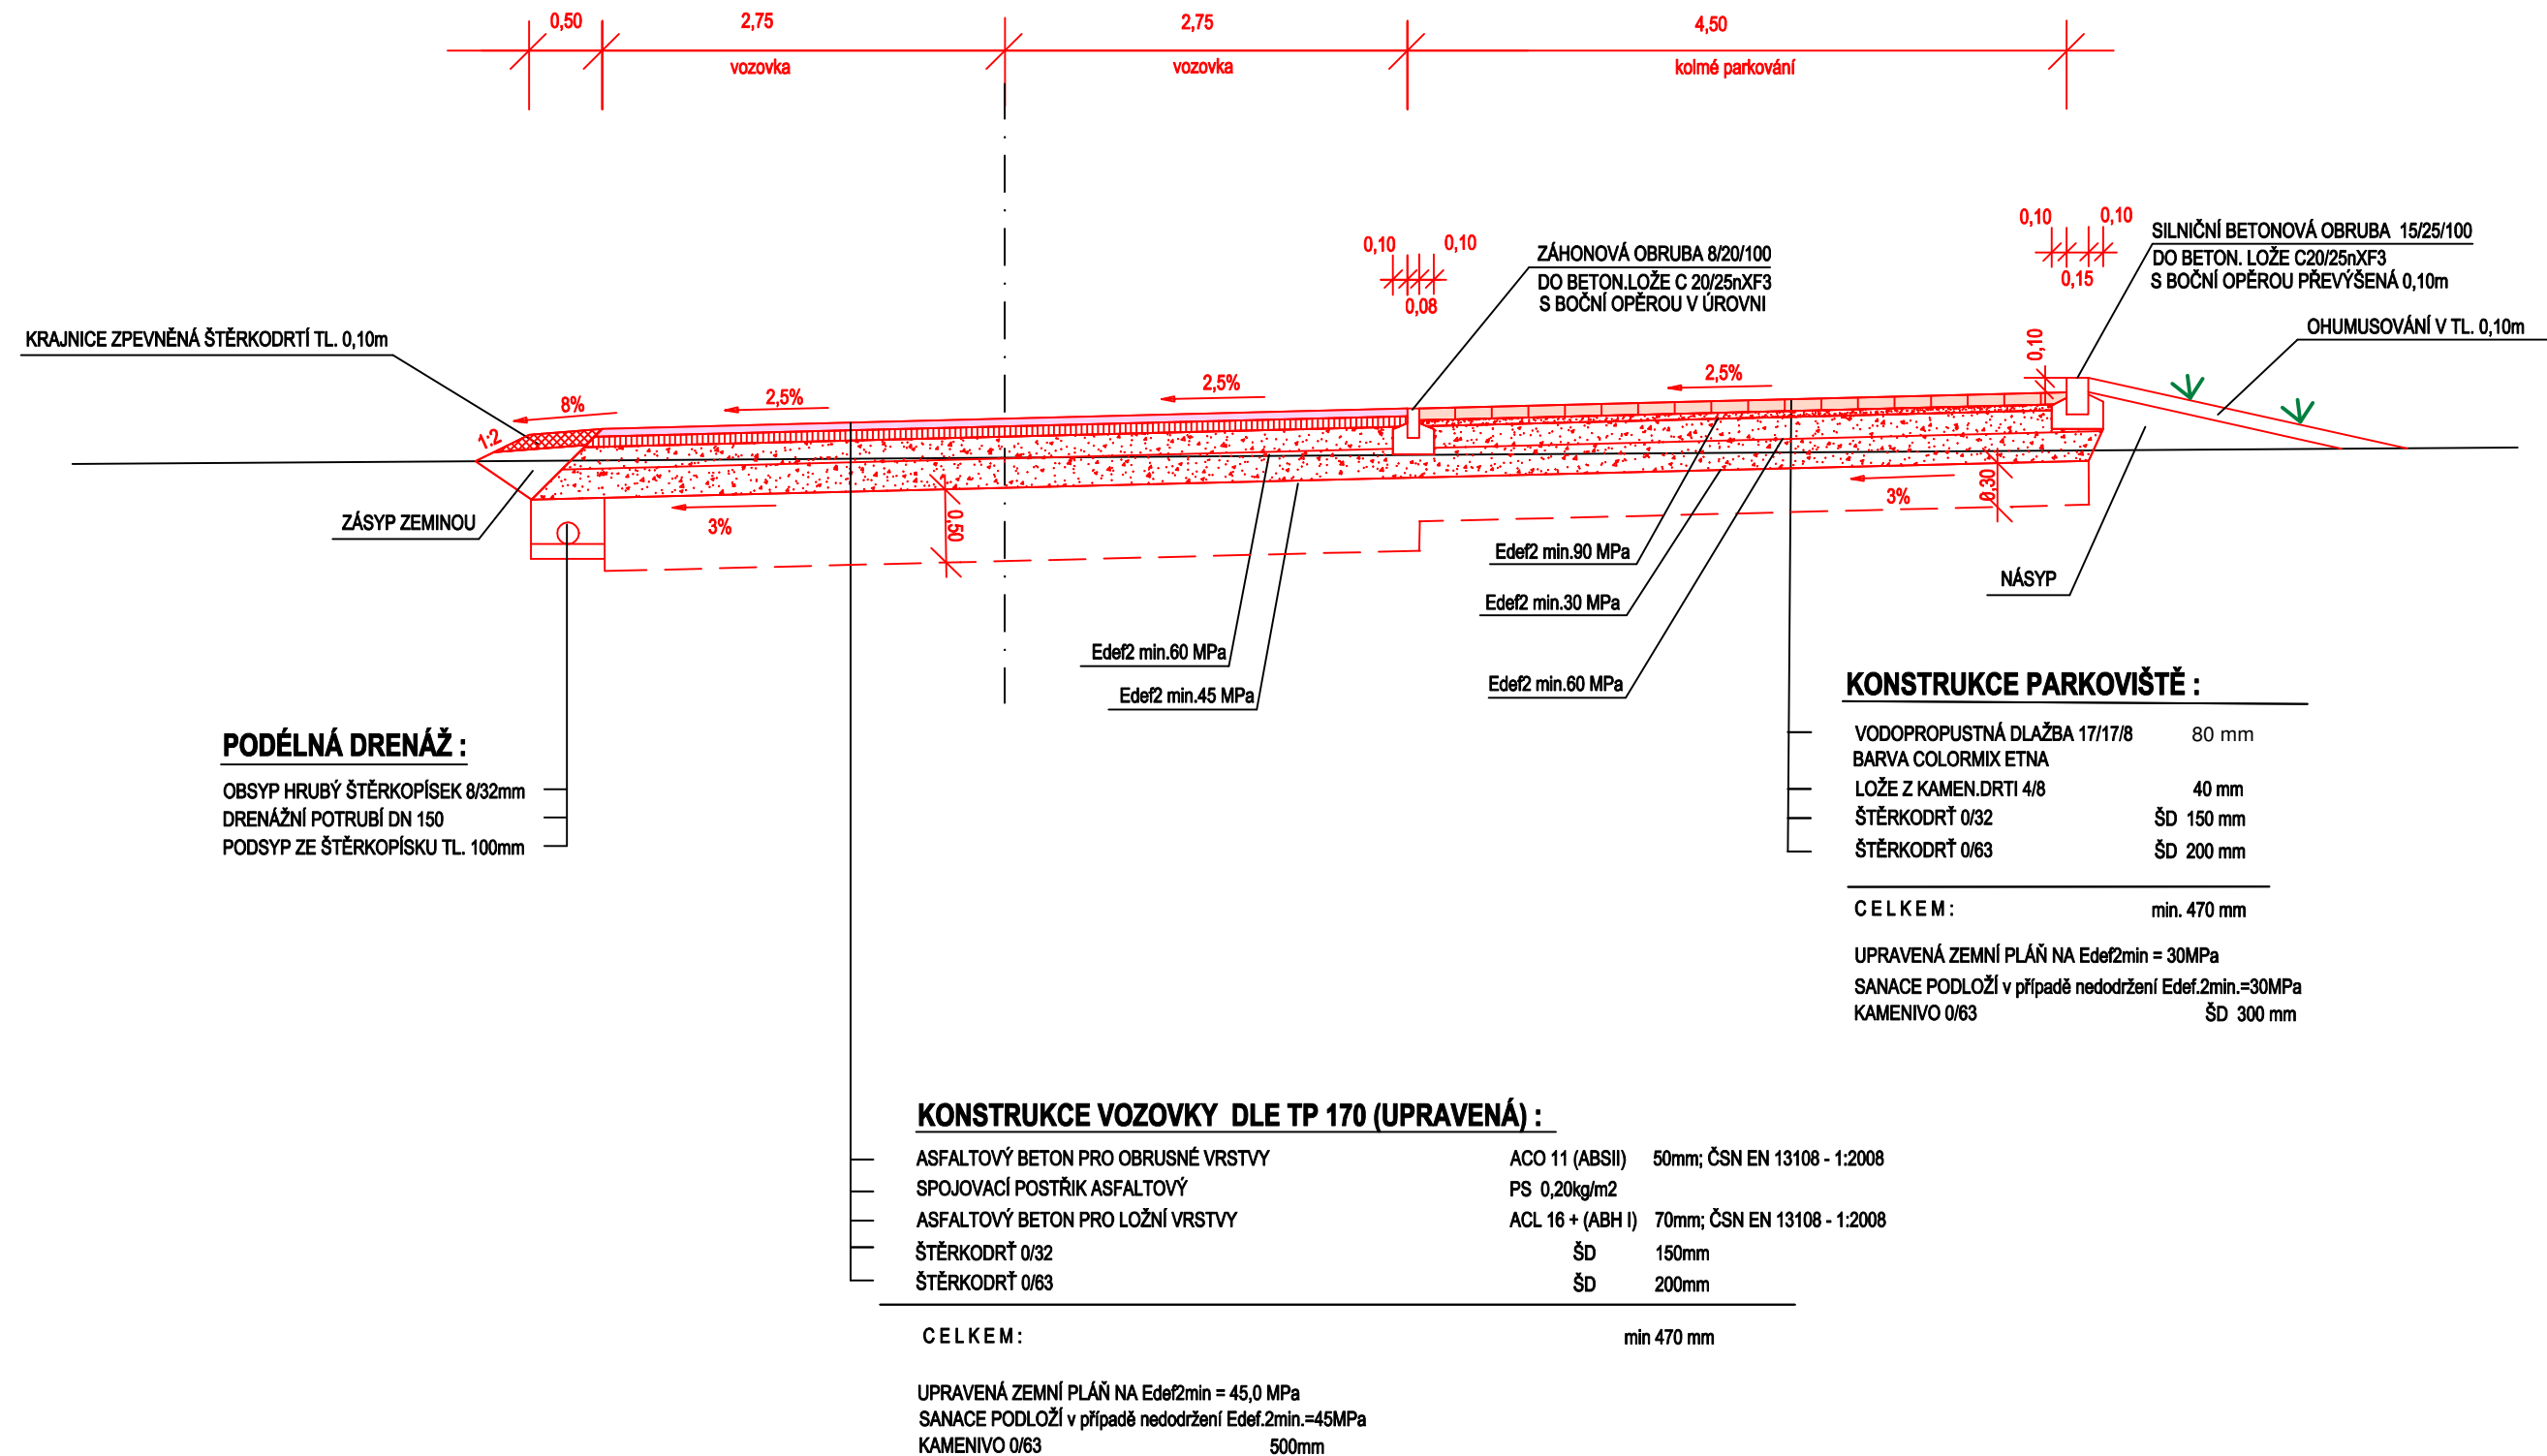 0,50
2,75
2,75
4,50
vozovka
vozovka
kolmé parkování
0,10
0,10
0,08
ZÁHONOVÁ OBRUBA 8/20/100
DO BETON.LOŽE C 20/25nXF3
S BOČNÍ OPĚROU V ÚROVNI
0,10
0,10
0,15
SILNIČNÍ BETONOVÁ OBRUBA 15/25/100
DO BETON. LOŽE C20/25nXF3
S BOČNÍ OPĚROU PŘEVÝŠENÁ 0,10m
OHUMUSOVÁNÍ V TL. 0,10m
KRAJNICE ZPEVNĚNÁ ŠTĚRKODRTÍ TL. 0,10m
0,10
8%
2,5%
2,5%
2,5%
1:2
ZÁSYP ZEMINOU
3%
0,50
3%
0,30
NÁSYP
Edef2 min.90 MPa
Edef2 min.30 MPa
Edef2 min.60 MPa
Edef2 min.60 MPa
Edef2 min.45 MPa
PODÉLNÁ DRENÁŽ :
OBSYP HRUBÝ ŠTĚRKOPÍSEK 8/32mm
DRENÁŽNÍ POTRUBÍ DN 150
PODSYP ZE ŠTĚRKOPÍSKU TL. 100mm
KONSTRUKCE PARKOVIŠTĚ :
VODOPROPUSTNÁ DLAŽBA 17/17/8 80 mm
BARVA COLORMIX ETNA
LOŽE Z KAMEN.DRTI 4/8 40 mm
ŠTĚRKODRŤ 0/32 ŠD 150 mm
ŠTĚRKODRŤ 0/63 ŠD 200 mm
C E L K E M : min. 470 mm
UPRAVENÁ ZEMNÍ PLÁŇ NA Edef2min = 30MPa
SANACE PODLOŽÍ v případě nedodržení Edef.2min.=30MPa
KAMENIVO 0/63 ŠD 300 mm
KONSTRUKCE VOZOVKY DLE TP 170 (UPRAVENÁ) :
ASFALTOVÝ BETON PRO OBRUSNÉ VRSTVY ACO 11 (ABSII) 50mm; ČSN EN 13108 - 1:2008
SPOJOVACÍ POSTŘIK ASFALTOVÝ PS 0,20kg/m2
ASFALTOVÝ BETON PRO LOŽNÍ VRSTVY ACL 16 + (ABH I) 70mm; ČSN EN 13108 - 1:2008
ŠTĚRKODRŤ 0/32 ŠD 150mm
ŠTĚRKODRŤ 0/63 ŠD 200mm
C E L K E M : min 470 mm
UPRAVENÁ ZEMNÍ PLÁŇ NA Edef2min = 45,0 MPa
SANACE PODLOŽÍ v případě nedodržení Edef.2min.=45MPa
KAMENIVO 0/63 500mm